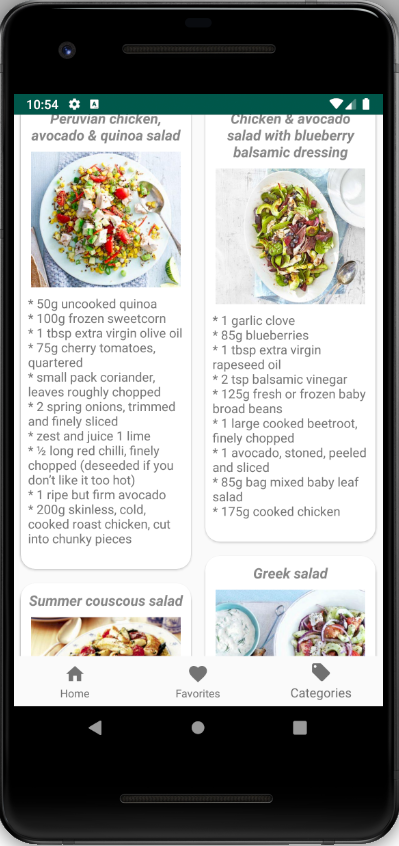 10:54
Peruvian chicken,
avocado & quinoa salad
* 50g uncooked quinoa
* 100g frozen sweetcorn
* 1 tbsp extra virgin olive oil
* 75g cherry tomatoes,
quartered
* small pack coriander,
leaves roughly chopped
* 2 spring onions, trimmed
and finely sliced
* zest and juice 1 lime
* ½ long red chilli, finely
chopped (deseeded if you
don't like it too hot)
* 1 ripe but firm avocado
* 200g skinless, cold,
cooked roast chicken, cut
into chunky pieces
Summer couscous salad
Chicken & avocado
salad with blueberry
balsamic dressing
* 1 garlic clove
* 85g blueberries
* 1 tbsp extra virgin
rapeseed oil
* 2 tsp balsamic vinegar
* 125g fresh or frozen baby
broad beans
* 1 large cooked beetroot,
finely chopped
* 1 avocado, stoned, peeled
and sliced
* 85g bag mixed baby leaf
salad
* 175g cooked chicken
Greek salad
Home
Favorites
Categories